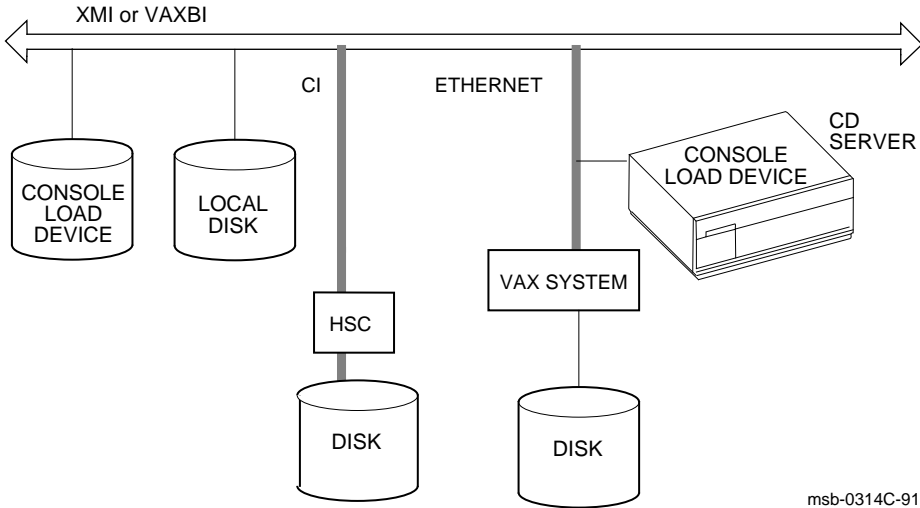 XMI or VAXBI
CI
ETHERNET
CD
SERVER
CONSOLE
LOAD DEVICE
CONSOLE
LOAD
DEVICE
LOCAL
DISK
VAX SYSTEM
HSC
DISK
DISK
msb-0314C-91